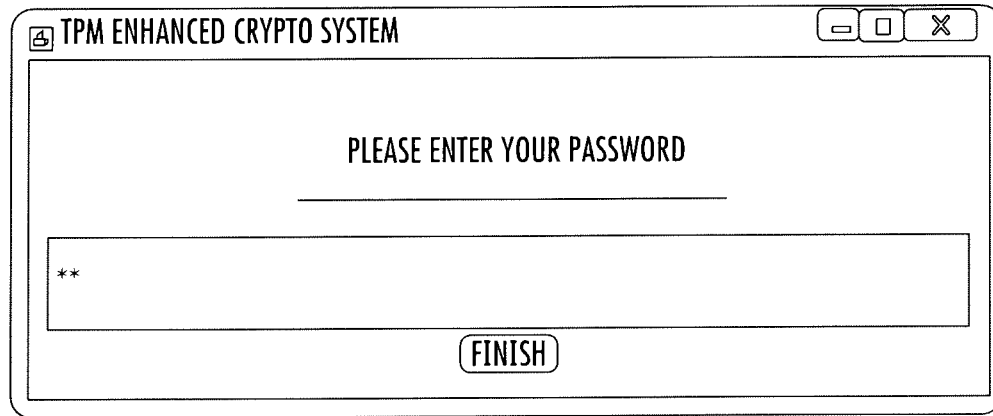 TPM ENHANCED CRYPTO SYSTEM
PLEASE ENTER YOUR PASSWORD
**
FINISH